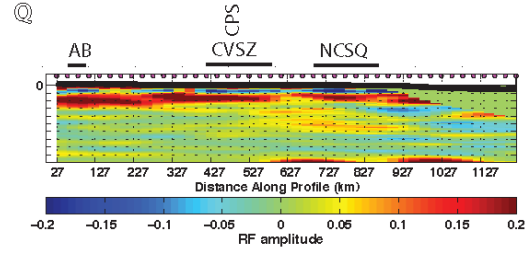 Q
CPS
AB CVSZ NCSQ
0
27 127 227 327 427 527 627 727 827 927 1027 1127
Distance Along Profile (km)
−0.2 −0.15 −0.1 −0.05 0 0.05 0.1 0.15 0.2
RF amplitude